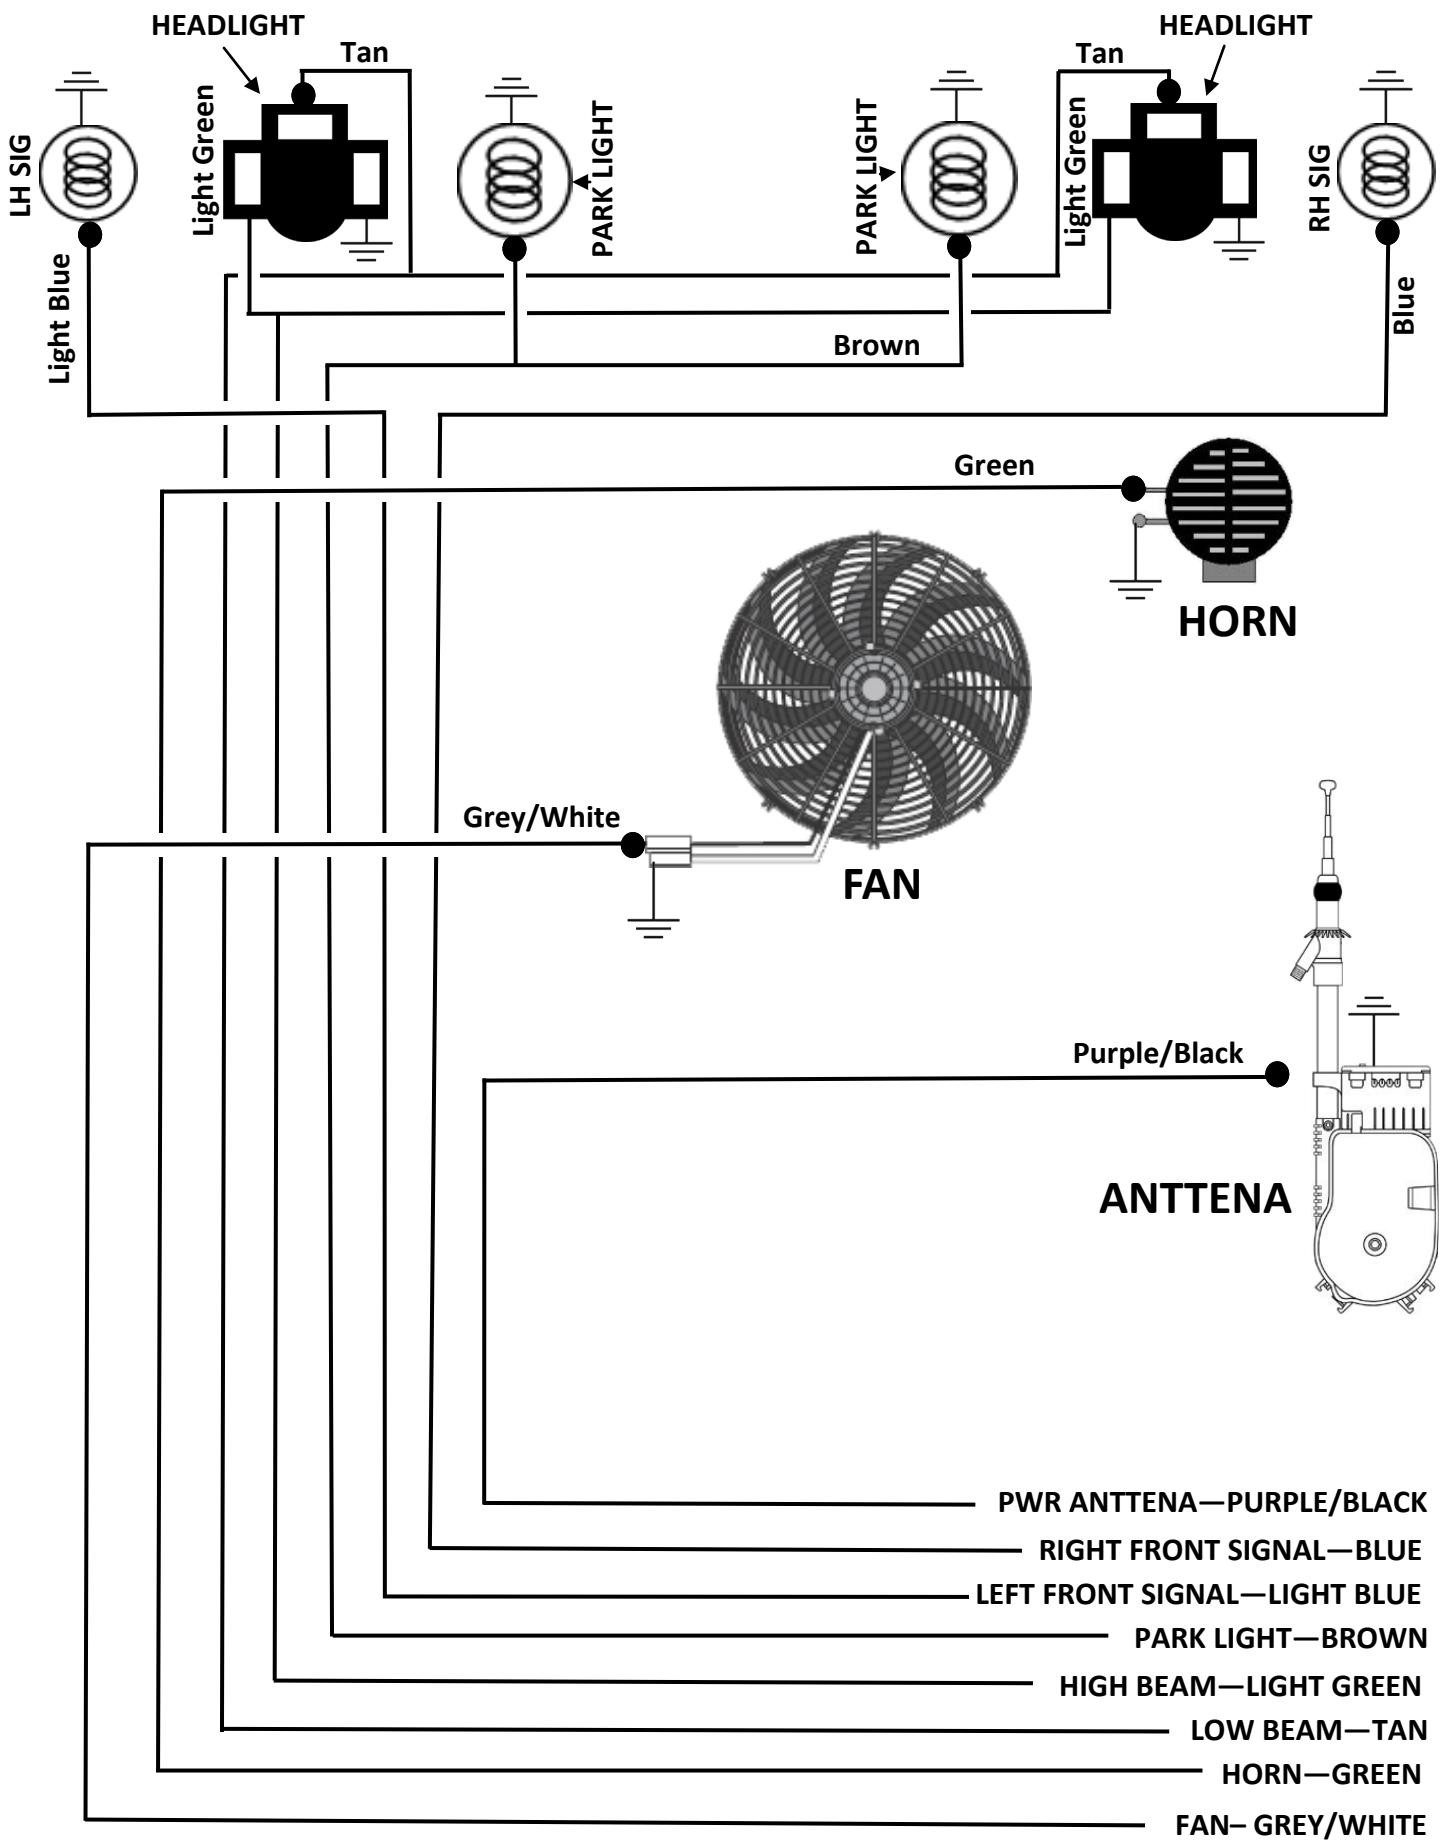 HEADLIGHT
HEADLIGHT
Tan
Tan
LH SIG
Light Green
PARK LIGHT
PARK LIGHT
Light Green
RH SIG
Light Blue
Blue
Brown
Green
HORN
Grey/White
FAN
Purple/Black
ANTTENA
PWR ANTTENA—PURPLE/BLACK
RIGHT FRONT SIGNAL—BLUE
LEFT FRONT SIGNAL—LIGHT BLUE
PARK LIGHT—BROWN
HIGH BEAM—LIGHT GREEN
LOW BEAM—TAN
HORN—GREEN
FAN– GREY/WHITE